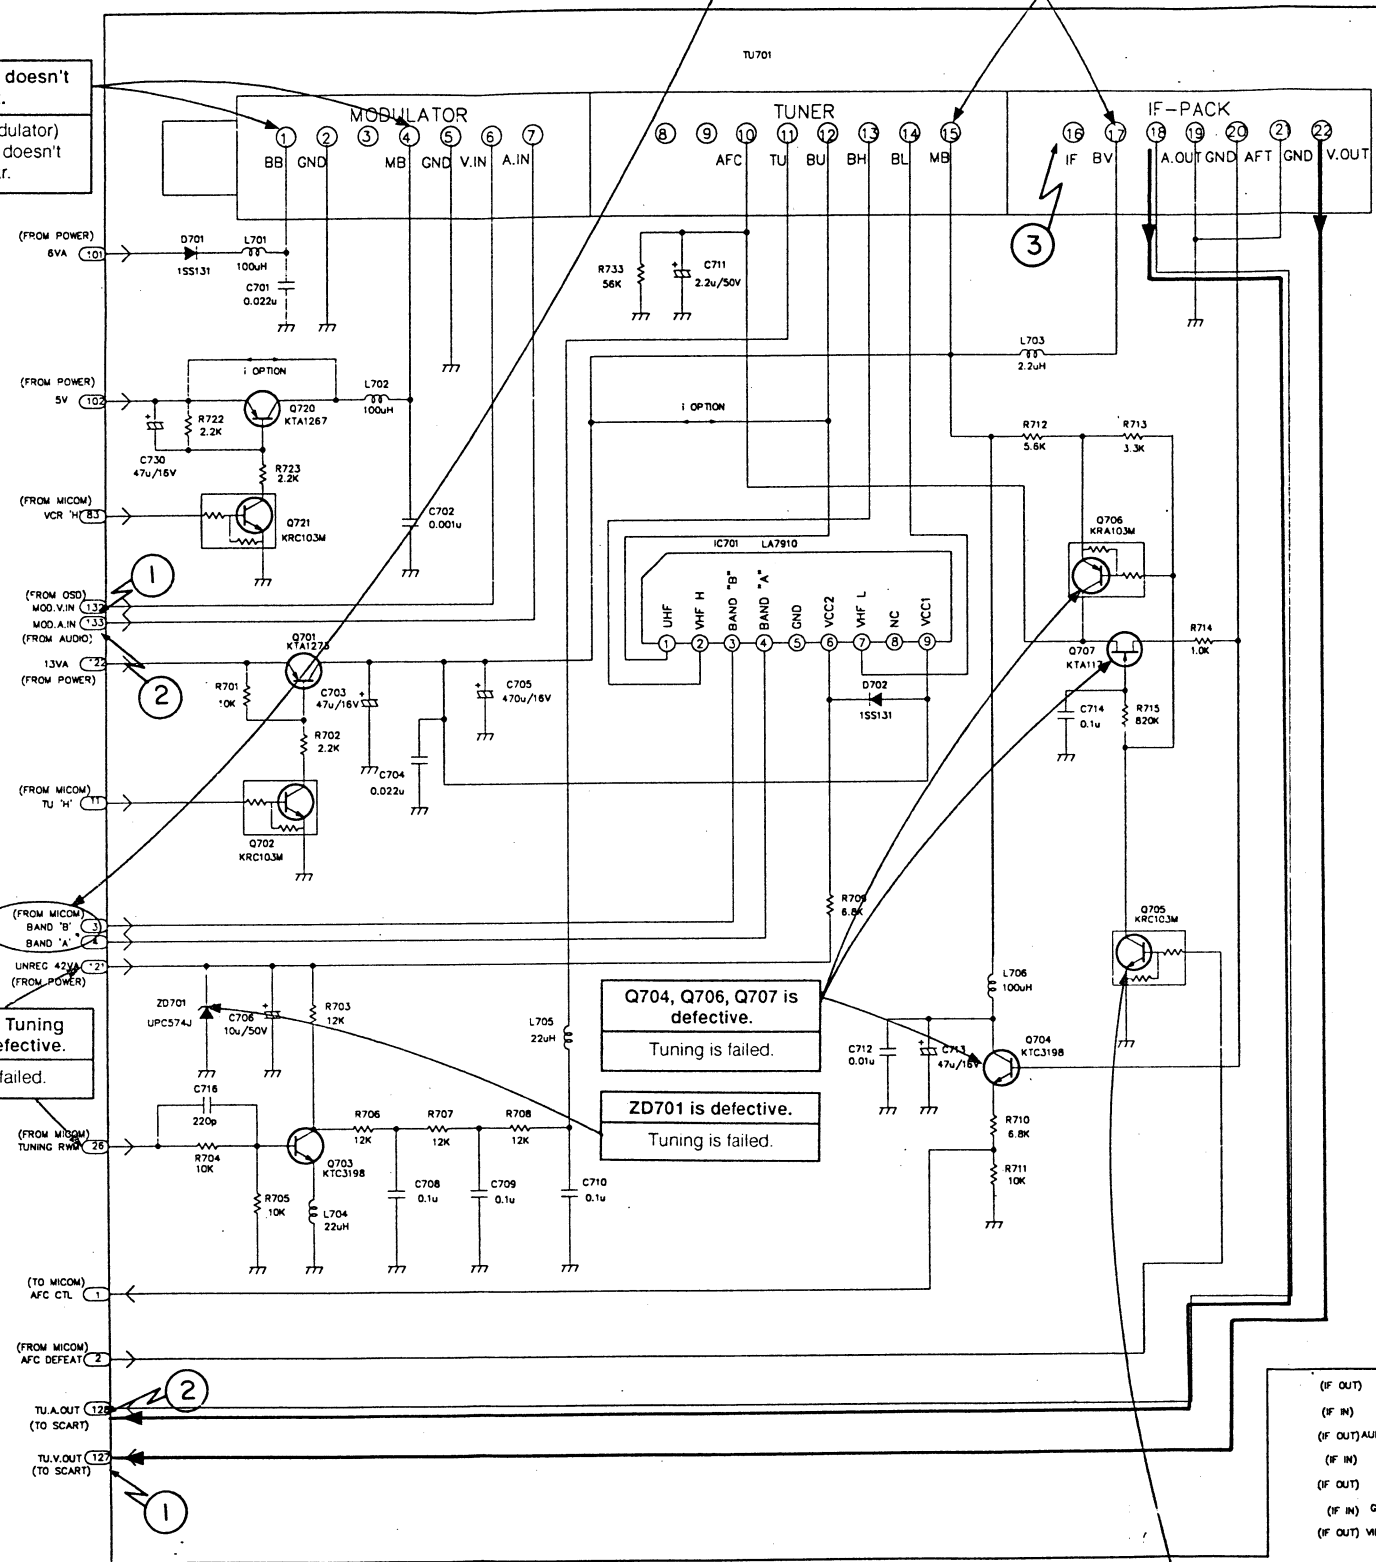 TU701
doesn't
MODULATOR
TUNER
IF-PACK
doesn't
1 2 3 4 5 6 7
8 9 10 11 12 13 14 15
16 17 18 19 20 21 22
BB GND MB GND V.IN A.IN
AFC TU BU BH BL MB
IF BV A.OUT GND AFT GND V.OUT
3
(FROM POWER)
6VA 101
D701
1SS131
L701
100uH
C701
0.022u
R733
56K
C711
2.2u/50V
L703
2.2uH
(FROM POWER)
5V 102
i OPTION
R722
2.2K
Q720
KTA1267
L702
100uH
i OPTION
C730
47u/16V
R723
2.2K
R712
5.6K
R713
3.3K
(FROM MICOM)
VCR 'H' 83
Q721
KRC103M
C702
0.001u
IC701 LA7910
Q706
KRA103M
UHF
VHF H
BAND "B"
BAND "A"
GND
VCC2
VHF L
NC
VCC1
1 2 3 4 5 6 7 8 9
1
(FROM OSD)
MOD.V.IN 132
MOD.A.IN 133
(FROM AUDIO)
13VA
(FROM POWER)
2
Q701
R701
R702
2.2K
C703
47u/16V
C705
470u/16V
C704
0.022u
D702
1SS131
Q707
R714
1.0K
C714
0.1u
R715
820K
(FROM MICOM)
TU 'H' 11
Q702
KRC103M
(FROM MICOM)
BAND 'B' 3
BAND 'A'
R709
6.8K
Q705
KRC103M
UNREG 42VA
(FROM POWER)
ZD701
UPC574J
C706
10u/50V
R703
12K
L705
22uH
Tuning
failed.
Q704, Q706, Q707 is
defective.
Tuning is failed.
L706
100uH
C712
0.01u
C713
47u/16V
Q704
KTC3198
ZD701 is defective.
Tuning is failed.
C716
220p
(FROM MICOM)
TUNING 26
R704
10K
R705
10K
Q703
KTC3198
L704
22uH
R706
12K
R707
12K
R708
12K
C708
0.1u
C709
0.1u
C710
0.1u
R710
6.8K
R711
10K
(TO MICOM)
AFC CTL 1
(FROM MICOM)
AFC DEFEAT 2
2
TU.A.OUT
(TO SCART)
TU.V.OUT 127
(TO SCART)
1
(IF OUT)
(IF IN)
(IF OUT)
(IF IN)
(IF OUT)
(IF IN)
(IF OUT)